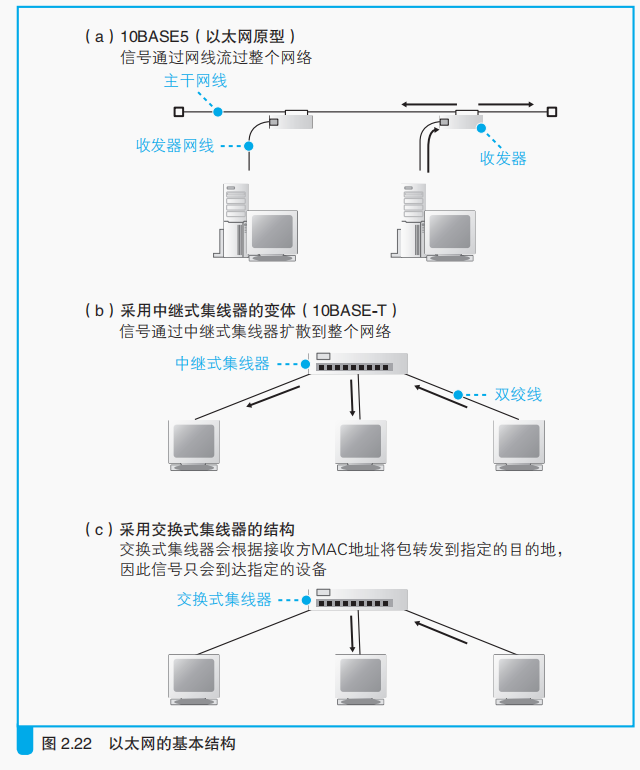 （a）10BASE5（以太网原型）
信号通过网线流过整个网络
主干网线
收发器网线
收发器
（b）采用中继式集线器的变体（10BASE-T）
信号通过中继式集线器扩散到整个网络
中继式集线器
双绞线
（c）采用交换式集线器的结构
交换式集线器会根据接收方MAC地址将包转发到指定的目的地，
因此信号只会到达指定的设备
交换式集线器
图 2.22 以太网的基本结构